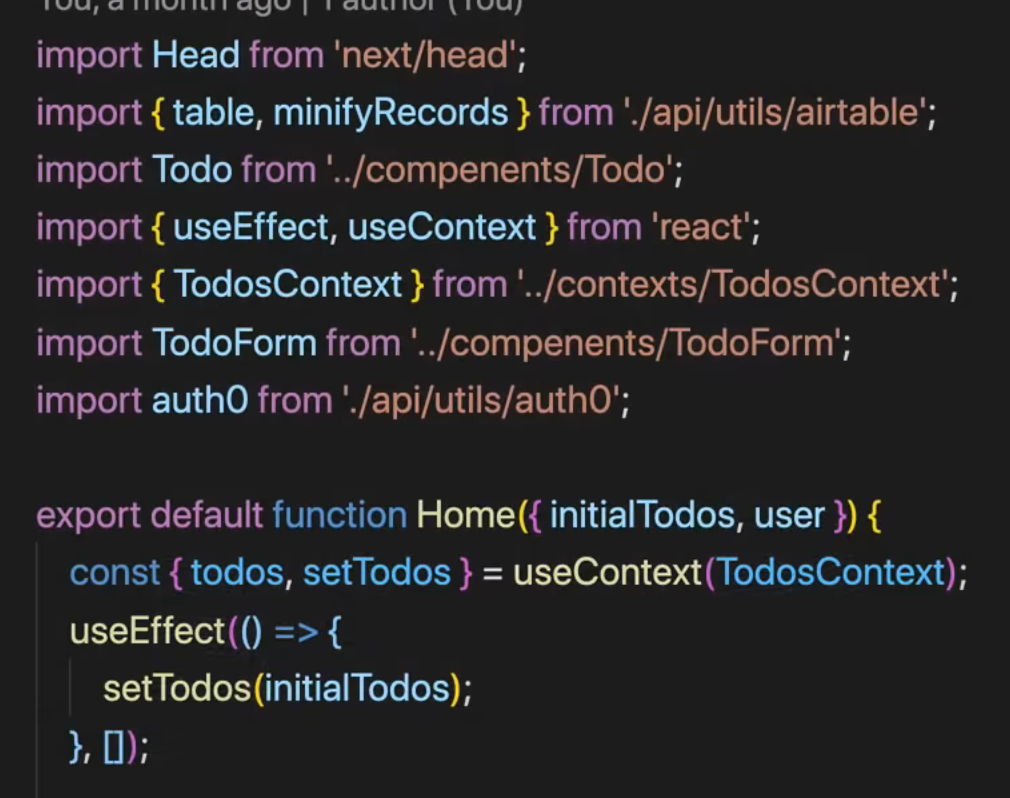 You, a month ago | 1 author (You)
import Head from 'next/head';
import { table, minifyRecords } from './api/utils/airtable';
import Todo from '../compenents/Todo';
import { useEffect, useContext } from 'react';
import { TodosContext } from '../contexts/TodosContext';
import TodoForm from '../compenents/TodoForm';
import auth0 from './api/utils/auth0';
export default function Home({ initialTodos, user }) {
const { todos, setTodos } = useContext(TodosContext);
useEffect(() => {
setTodos(initialTodos);
}, []);